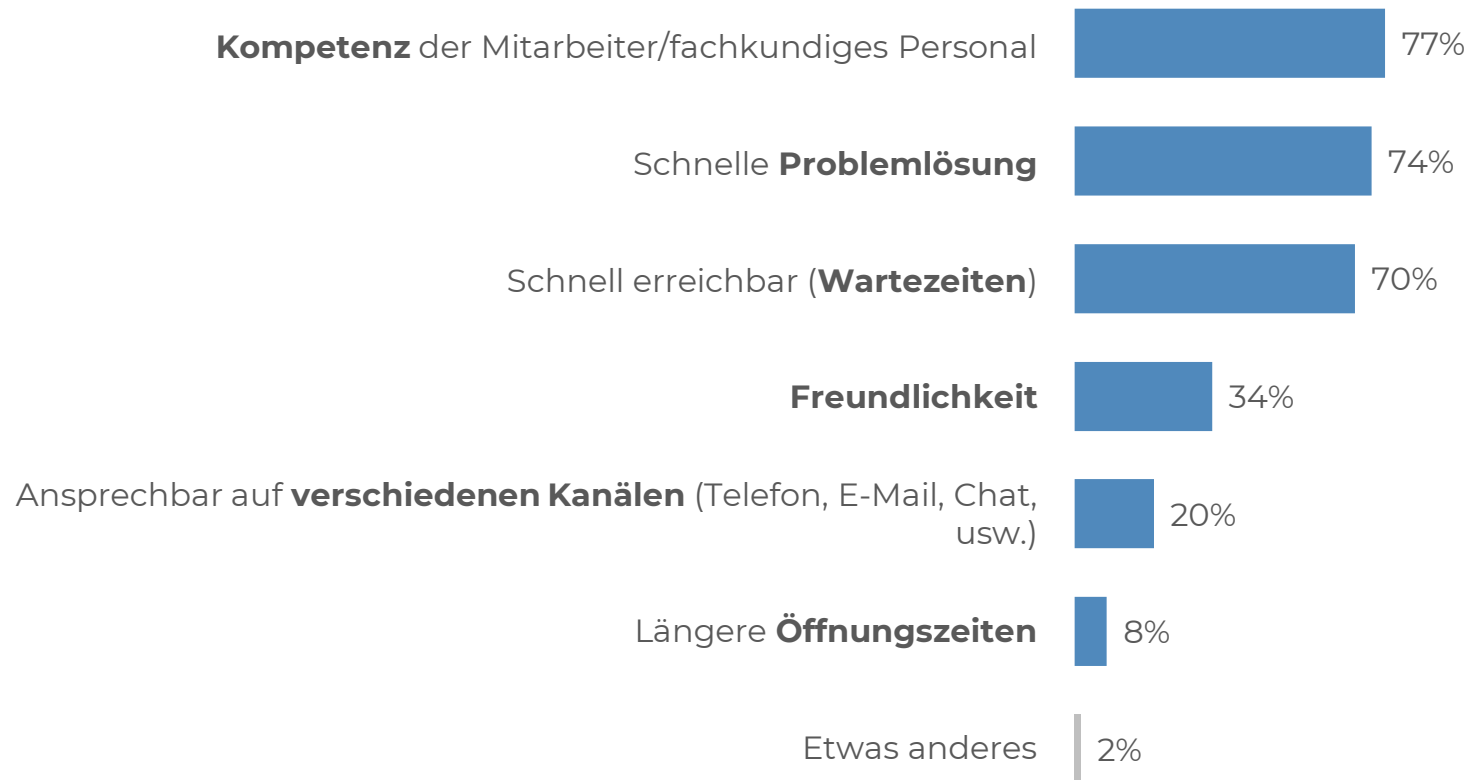 Kompetenz der Mitarbeiter/fachkundiges Personal 77%
Schnelle Problemlösung 74%
Schnell erreichbar (Wartezeiten) 70%
Freundlichkeit 34%
Ansprechbar auf verschiedenen Kanälen (Telefon, E-Mail, Chat,
usw.) 20%
Längere Öffnungszeiten 8%
Etwas anderes 2%